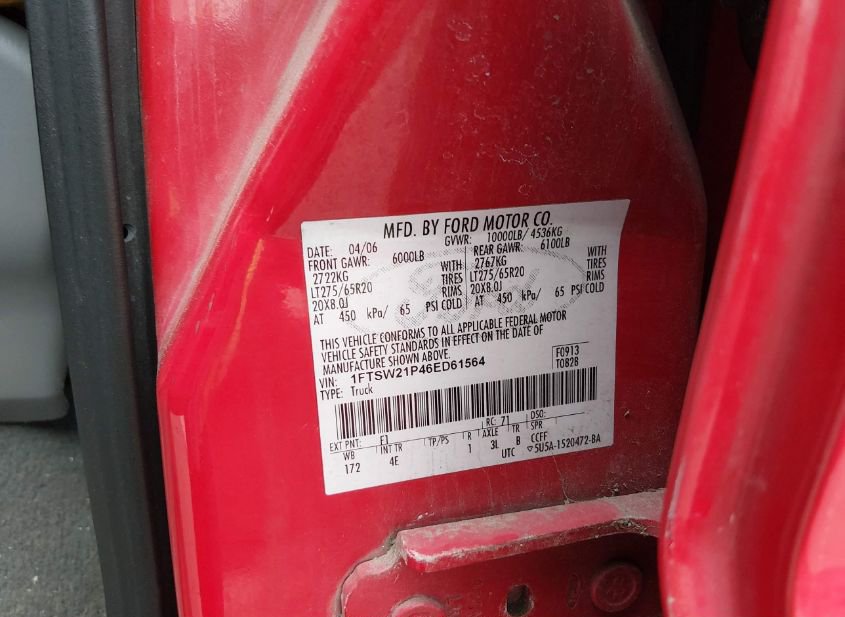 MFD. BY FORD MOTOR CO.
DATE: 04/06 GVWR: 10000LB/ 4536KG
FRONT GAWR: 6000LB REAR GAWR: 6100LB
2722KG WITH 2767KG WITH
LT275/65R20 TIRES LT275/65R20 TIRES
20X8.0J RIMS 20X8.0J RIMS
AT 450 kPa/ 65 PSI COLD AT 450 kPa/ 65 PSI COLD
THIS VEHICLE CONFORMS TO ALL APPLICABLE FEDERAL MOTOR
VEHICLE SAFETY STANDARDS IN EFFECT ON THE DATE OF
MANUFACTURE SHOWN ABOVE.
VIN: 1FTSW21P46ED61564 F0913
TYPE: Truck T0828
EXT PNT: F1 RC: 71 DSO:
WB INT TR TP/PS R AXLE TR SPR
172 4E 1 3L B CCFF
UTC ▽5U5A-1520472-BA